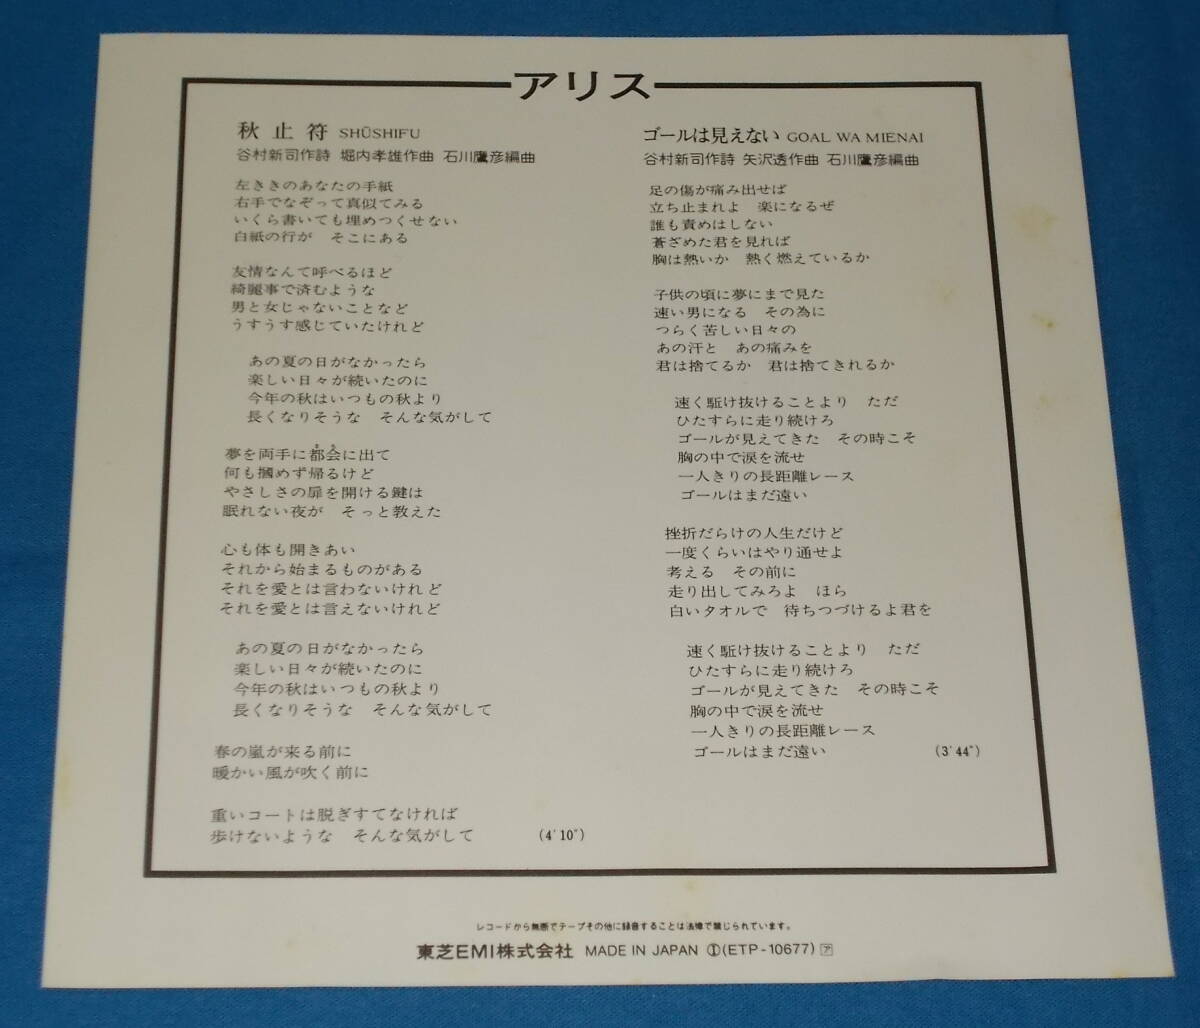 アリス
秋止符 SHŪSHIFU
谷村新司作詩 堀内孝雄作曲 石川鷹彦編曲
左ききのあなたの手紙
右手でなぞって真似てみる
いくら書いても埋めつくせない
白紙の行が そこにある
友情なんて呼べるほど
綺麗事で済むような
男と女じゃないことなど
うすうす感じていたけれど
あの夏の日がなかったら
楽しい日々が続いたのに
今年の秋はいつもの秋より
長くなりそうな そんな気がして
夢を両手に都会に出て
何も摑めず帰るけど
やさしさの扉を開ける鍵は
眠れない夜が そっと教えた
心も体も開きあい
それから始まるものがある
それを愛とは言わないけれど
それを愛とは言えないけれど
あの夏の日がなかったら
楽しい日々が続いたのに
今年の秋はいつもの秋より
長くなりそうな そんな気がして
春の嵐が来る前に
暖かい風が吹く前に
重いコートは脱ぎすてなければ
歩けないような そんな気がして (4'10")
ゴールは見えない GOAL WA MIENAI
谷村新司作詩 矢沢透作曲 石川鷹彦編曲
足の傷が痛み出せば
立ち止まれよ 楽になるぜ
誰も責めはしない
蒼ざめた君を見れば
胸は熱いか 熱く燃えているか
子供の頃に夢にまで見た
速い男になる その為に
つらく苦しい日々の
あの汗と あの痛みを
君は捨てるか 君は捨てきれるか
速く駈け抜けることより ただ
ひたすらに走り続けろ
ゴールが見えてきた その時こそ
胸の中で涙を流せ
一人きりの長距離レース
ゴールはまだ遠い
挫折だらけの人生だけど
一度くらいはやり通せよ
考える その前に
走り出してみろよ ほら
白いタオルで 待ちつづけるよ君を
速く駈け抜けることより ただ
ひたすらに走り続けろ
ゴールが見えてきた その時こそ
胸の中で涙を流せ
一人きりの長距離レース
ゴールはまだ遠い (3'44")
レコードから無断でテープその他に録音することは法律で禁じられています。
東芝EMI株式会社 MADE IN JAPAN Ⓘ(ETP-10677) ア